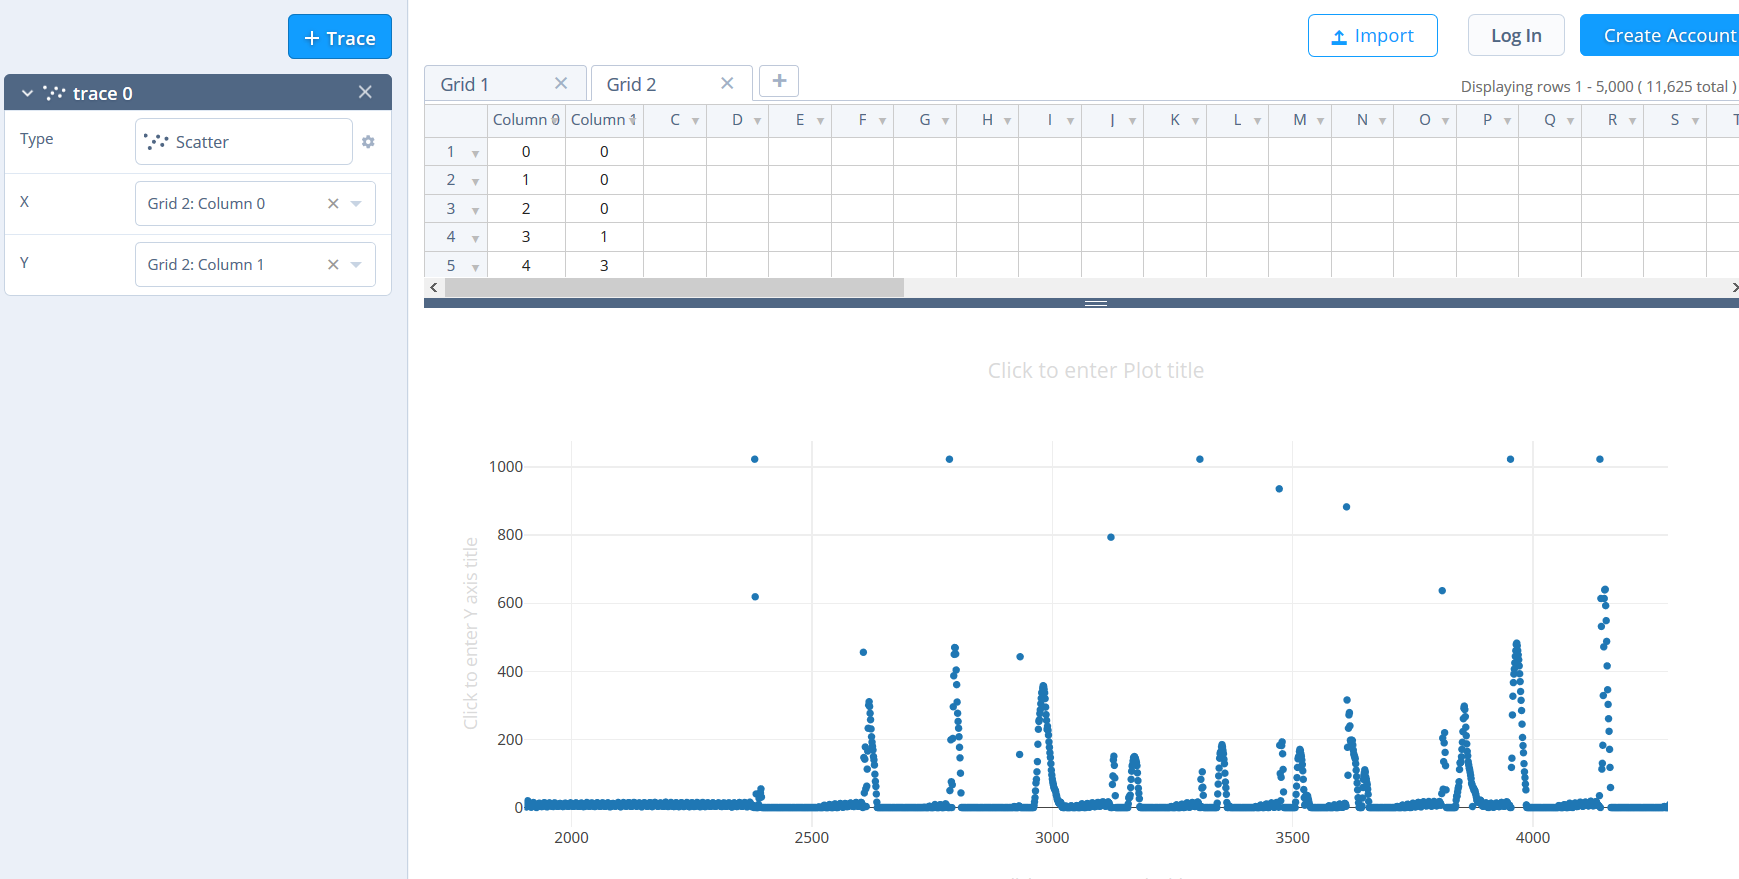 + Trace
Import
Log In
Create Account
trace 0
Type
Scatter
X
Grid 2: Column 0
Y
Grid 2: Column 1
Grid 1
Grid 2
+
Displaying rows 1 - 5,000 ( 11,625 total )
Column 0 Column 1 C D E F G H I J K L M N O P Q R S T
1 0 0
2 1 0
3 2 0
4 3 1
5 4 3
Click to enter Plot title
Click to enter Y axis title
1000
800
600
400
200
0
2000 2500 3000 3500 4000